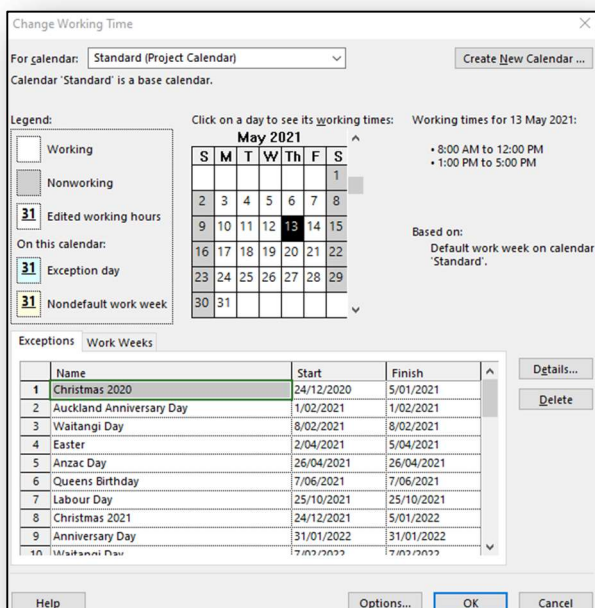 Change Working Time
For calendar: Standard (Project Calendar)
Create New Calendar ...
Calendar 'Standard' is a base calendar.
Legend:
Working
Nonworking
31 Edited working hours
On this calendar:
31 Exception day
31 Nondefault work week
Click on a day to see its working times:
May 2021
S M T W Th F S
1
2 3 4 5 6 7 8
9 10 11 12 13 14 15
16 17 18 19 20 21 22
23 24 25 26 27 28 29
30 31
Working times for 13 May 2021:
• 8:00 AM to 12:00 PM
• 1:00 PM to 5:00 PM
Based on:
Default work week on calendar
'Standard'.
Exceptions Work Weeks
Name Start Finish
1 Christmas 2020 24/12/2020 5/01/2021
2 Auckland Anniversary Day 1/02/2021 1/02/2021
3 Waitangi Day 8/02/2021 8/02/2021
4 Easter 2/04/2021 5/04/2021
5 Anzac Day 26/04/2021 26/04/2021
6 Queens Birthday 7/06/2021 7/06/2021
7 Labour Day 25/10/2021 25/10/2021
8 Christmas 2021 24/12/2021 5/01/2022
9 Anniversary Day 31/01/2022 31/01/2022
10 Waitangi Day 7/02/2022 7/02/2022
Details...
Delete
Help
Options...
OK
Cancel